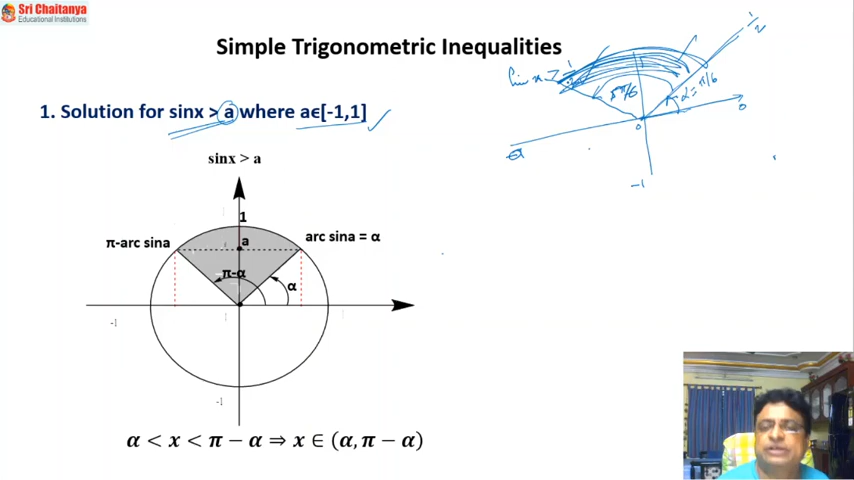 Sri Chaitanya
Educational Institutions
Simple Trigonometric Inequalities
1. Solution for sinx > a where aϵ[-1,1]
sin x > 1/2
1/2
5π/6
α = π/6
0
0
-1
sinx > a
1
a
π-arc sina
arc sina = α
π-α
α
-1
1
-1
α < x < π − α ⇒ x ∈ (α, π − α)